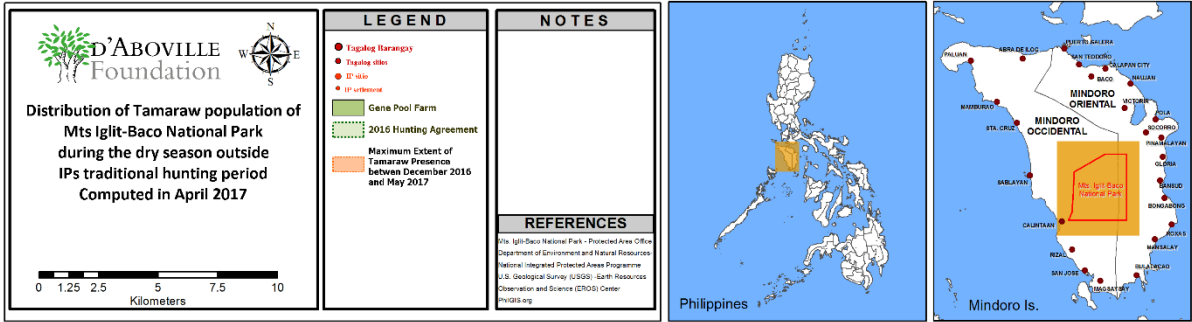 D'ABOVILLE
Foundation
N
W
E
S
Distribution of Tamaraw population of
Mts Iglit-Baco National Park
during the dry season outside
IPs traditional hunting period
Computed in April 2017
0 1.25 2.5 5 7.5 10
Kilometers
LEGEND
Tagalog Barangay
Tagalog sitios
IP sitio
IP setlement
Gene Pool Farm
2016 Hunting Agreement
Maximum Extent of
Tamaraw Presence
betwen December 2016
and May 2017
NOTES
REFERENCES
Mts. Iglit-Baco National Park - Protected Area Office
Department of Environment and Natural Resources-
National Integrated Protected Areas Programme
U.S. Geological Survey (USGS) -Earth Resources
Observation and Science (EROS) Center
PhilGIS.org
Philippines
PUERTO GALERA
ABRA DE ILOG
SAN TEODORO
PALUAN
CALAPAN CITY
BACO
NAUJAN
MINDORO
ORIENTAL
VICTORIA
MAMBURAO
POLA
MINDORO
OCCIDENTAL
STA. CRUZ
SOCORRO
PINAMALAYAN
GLORIA
SABLAYAN
Mts. Iglit-Baco
National Park
BANSUD
BONGABONG
CALINTAAN
ROXAS
MANSALAY
RIZAL
BULALACAO
SAN JOSE
MAGSAYSAY
Mindoro Is.